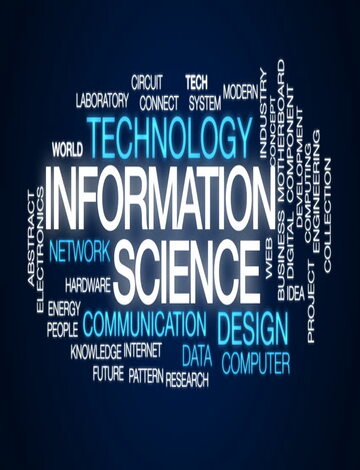 CIRCUIT
TECH
MODERN
LABORATORY
CONNECT
SYSTEM
TECHNOLOGY
WORLD
INFORMATION
NETWORK
SCIENCE
HARDWARE
ENERGY
PEOPLE
COMMUNICATION
DESIGN
KNOWLEDGE
INTERNET
DATA
COMPUTER
FUTURE
PATTERN
RESEARCH
ABSTRACT
ELECTRONICS
INDUSTRY
WEB
CONCEPT
BUSINESS
MOTHERBOARD
DIGITAL
COMPONENT
IDEA
DEVELOPMENT
COMPUTING
PROJECT
ENGINEERING
COLLECTION